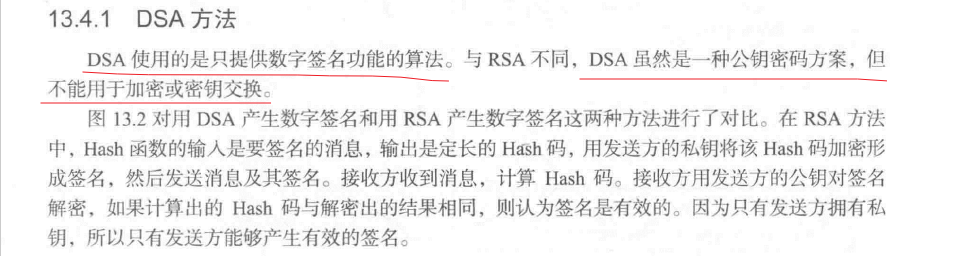 13.4.1 DSA 方法
DSA 使用的是只提供数字签名功能的算法。与 RSA 不同，DSA 虽然是一种公钥密码方案，但
不能用于加密或密钥交换。
图 13.2 对用 DSA 产生数字签名和用 RSA 产生数字签名这两种方法进行了对比。在 RSA 方法
中，Hash 函数的输入是要签名的消息，输出是定长的 Hash 码，用发送方的私钥将该 Hash 码加密形
成签名，然后发送消息及其签名。接收方收到消息，计算 Hash 码。接收方用发送方的公钥对签名
解密，如果计算出的 Hash 码与解密出的结果相同，则认为签名是有效的。因为只有发送方拥有私
钥，所以只有发送方能够产生有效的签名。